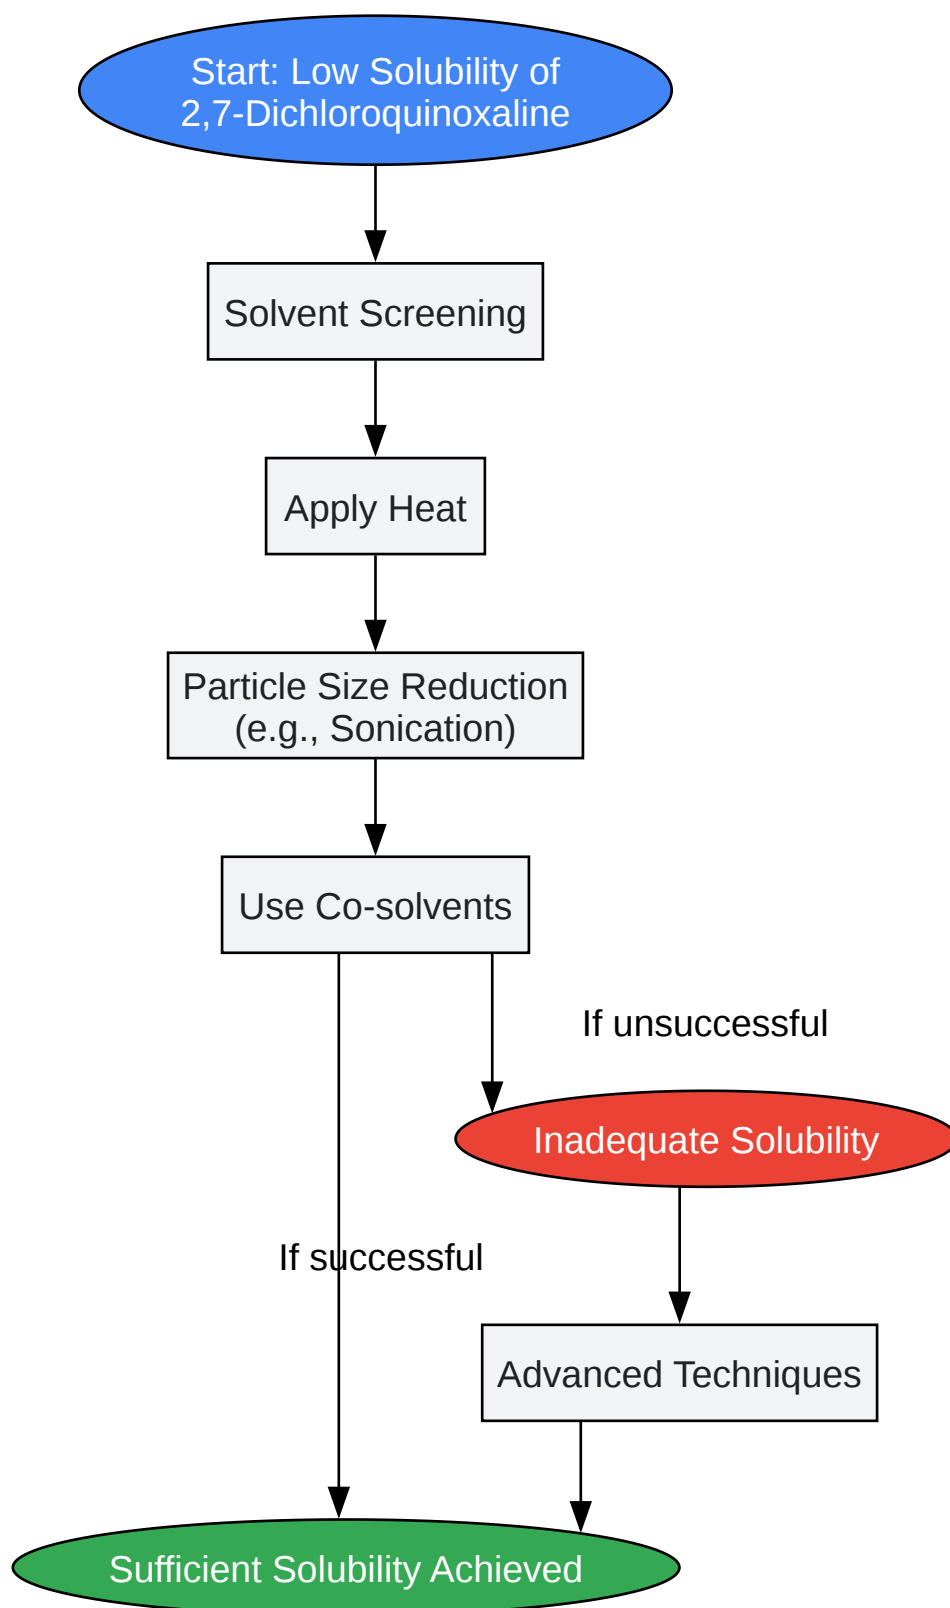 Start: Low Solubility of
2,7-Dichloroquinoxaline
Solvent Screening
Apply Heat
Particle Size Reduction
(e.g., Sonication)
Use Co-solvents
If unsuccessful
Inadequate Solubility
If successful
Advanced Techniques
Sufficient Solubility Achieved